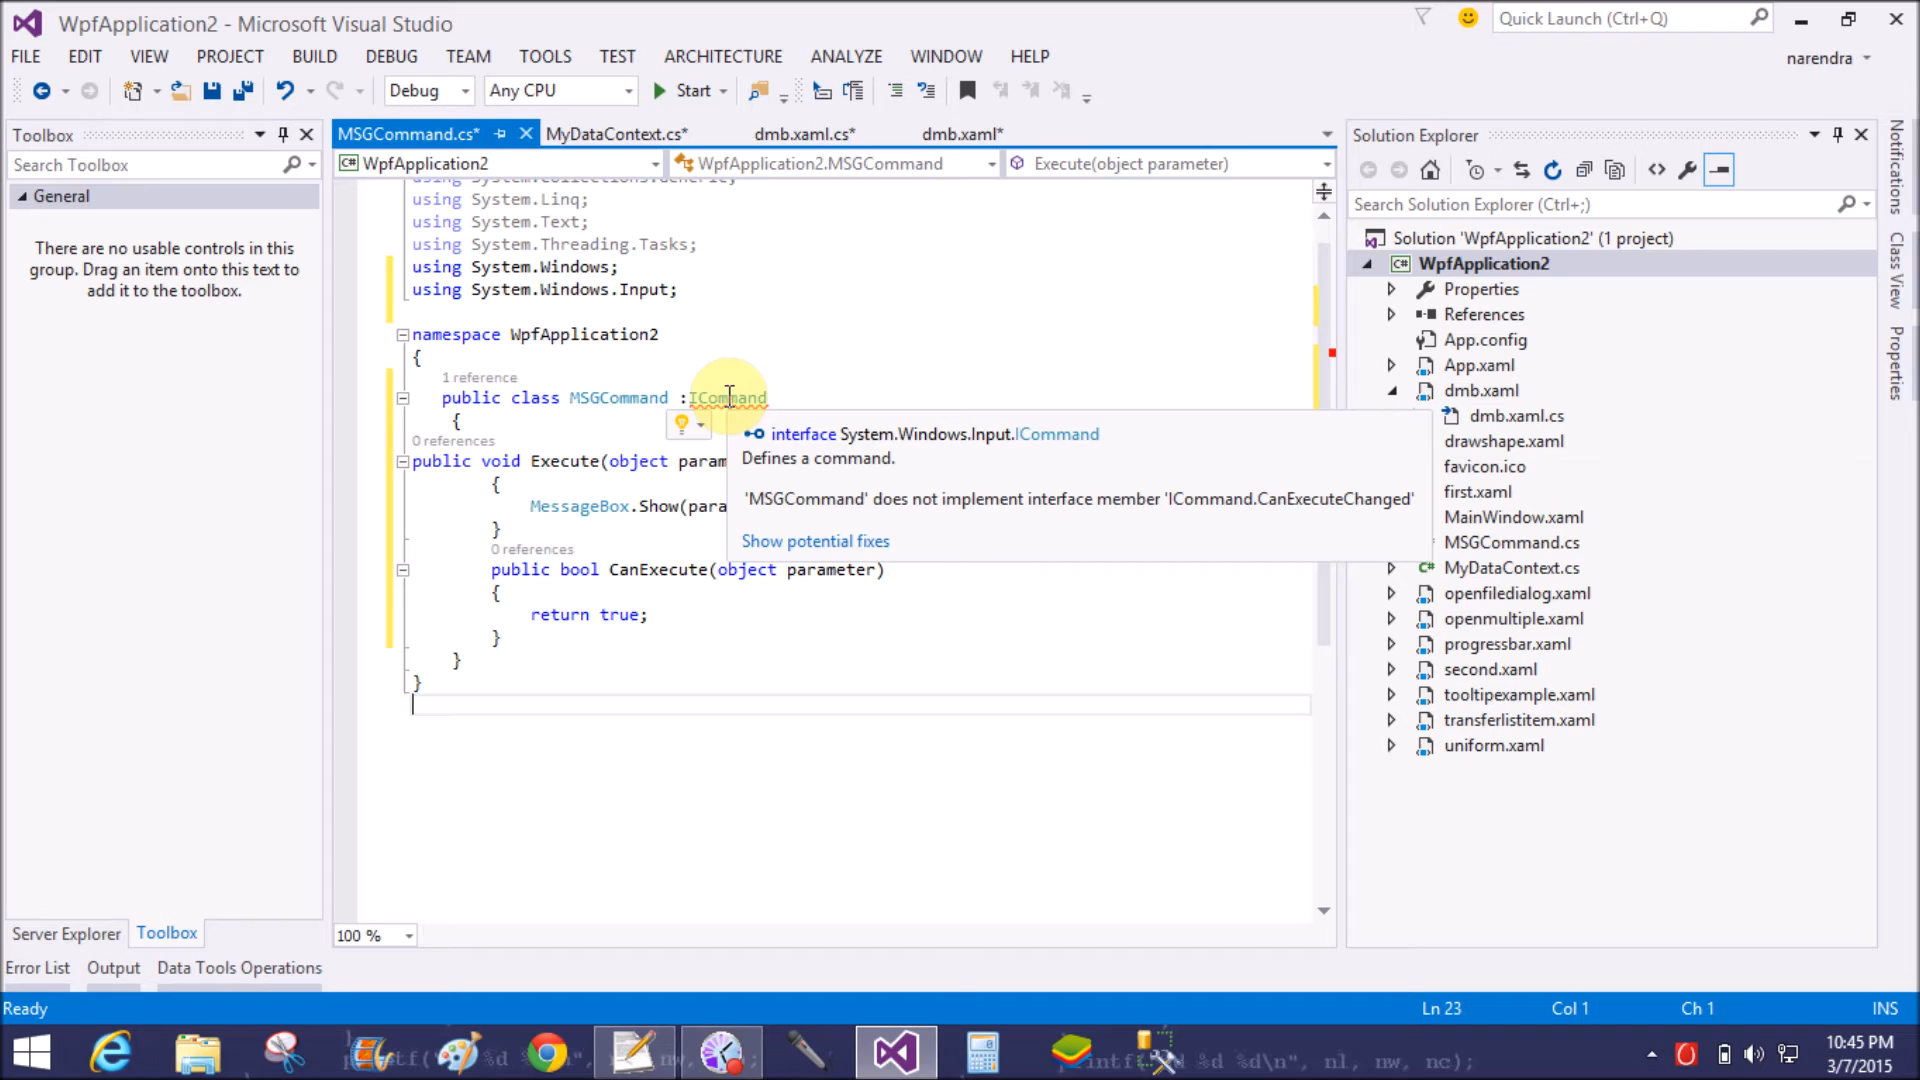 WpfApplication2 - Microsoft Visual Studio
Quick Launch (Ctrl+Q)
FILE EDIT VIEW PROJECT BUILD DEBUG TEAM TOOLS TEST ARCHITECTURE ANALYZE WINDOW HELP
narendra
Debug Any CPU Start
Toolbox
Search Toolbox
General
There are no usable controls in this
group. Drag an item onto this text to
add it to the toolbox.
Server Explorer Toolbox
MSGCommand.cs* MyDataContext.cs* dmb.xaml.cs* dmb.xaml*
WpfApplication2 WpfApplication2.MSGCommand Execute(object parameter)
using System.Collections.Generic;
using System.Linq;
using System.Text;
using System.Threading.Tasks;
using System.Windows;
using System.Windows.Input;
namespace WpfApplication2
{
1 reference
public class MSGCommand :ICommand
{
0 references
public void Execute(object param
{
MessageBox.Show(para
}
0 references
public bool CanExecute(object parameter)
{
return true;
}
}
}
interface System.Windows.Input.ICommand
Defines a command.
'MSGCommand' does not implement interface member 'ICommand.CanExecuteChanged'
Show potential fixes
100 %
Solution Explorer
Search Solution Explorer (Ctrl+;)
Solution 'WpfApplication2' (1 project)
C# WpfApplication2
Properties
References
App.config
App.xaml
dmb.xaml
dmb.xaml.cs
drawshape.xaml
favicon.ico
first.xaml
MainWindow.xaml
MSGCommand.cs
C# MyDataContext.cs
openfiledialog.xaml
openmultiple.xaml
progressbar.xaml
second.xaml
tooltipexample.xaml
transferlistitem.xaml
uniform.xaml
Notifications
Class View
Properties
Error List Output Data Tools Operations
Ready Ln 23 Col 1 Ch 1 INS
10:45 PM
3/7/2015